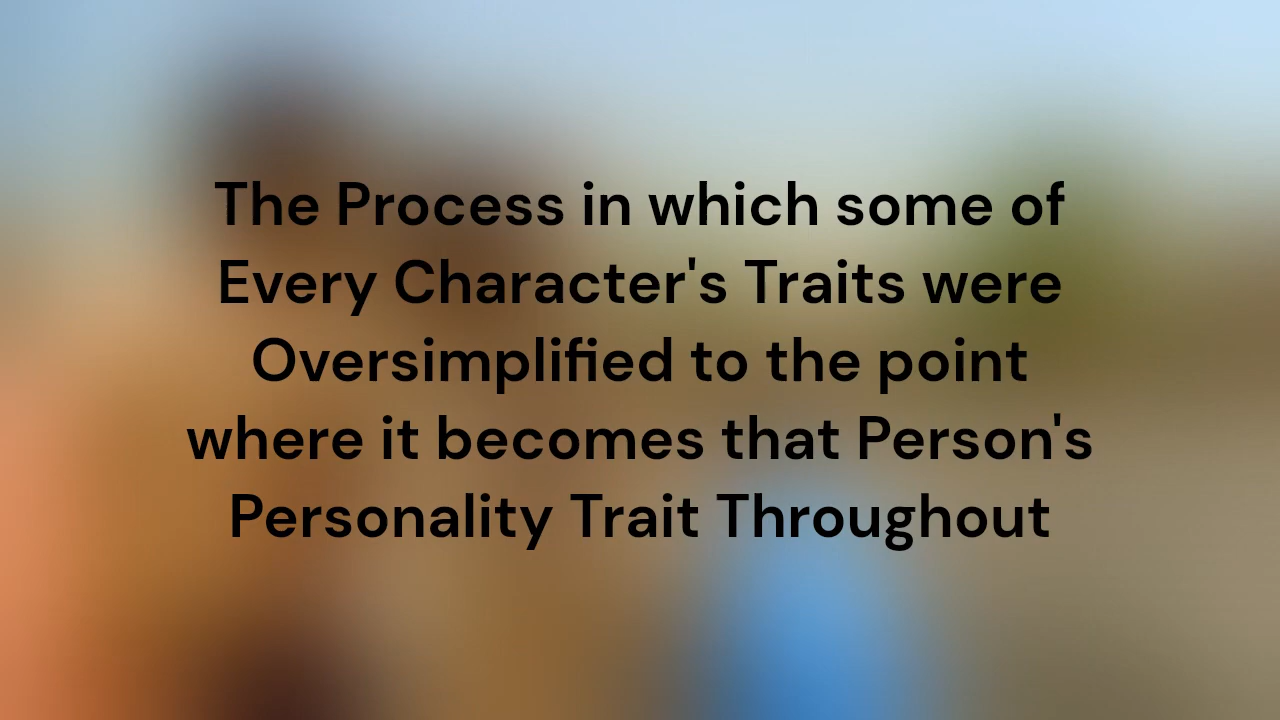 The Process in which some of
Every Character's Traits were
Oversimplified to the point
where it becomes that Person's
Personality Trait Throughout